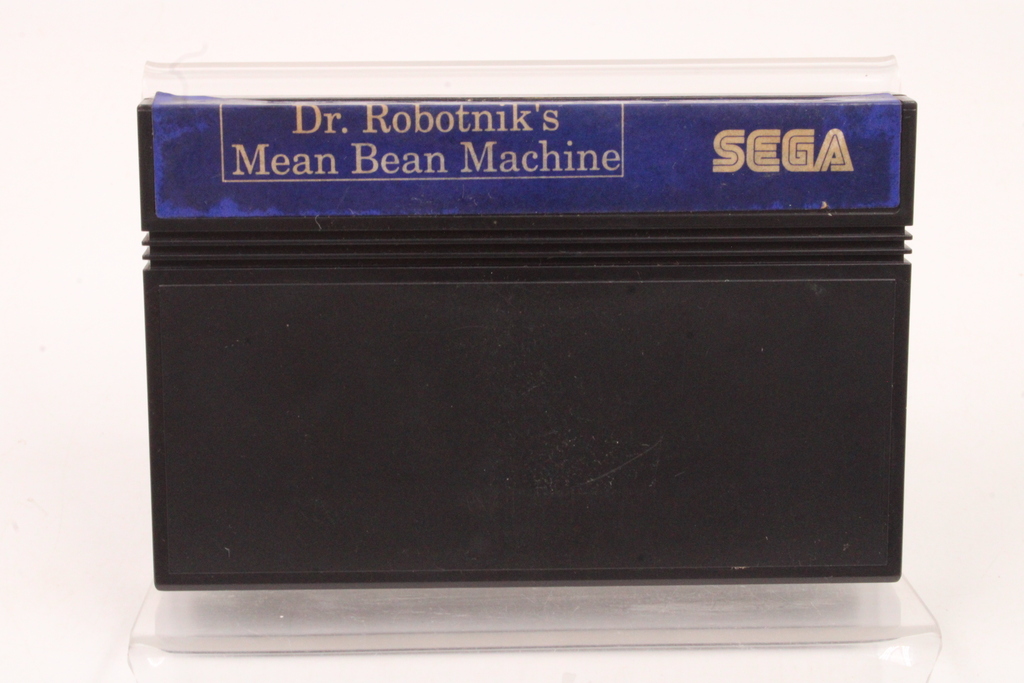 Dr. Robotnik's
Mean Bean Machine
SEGA